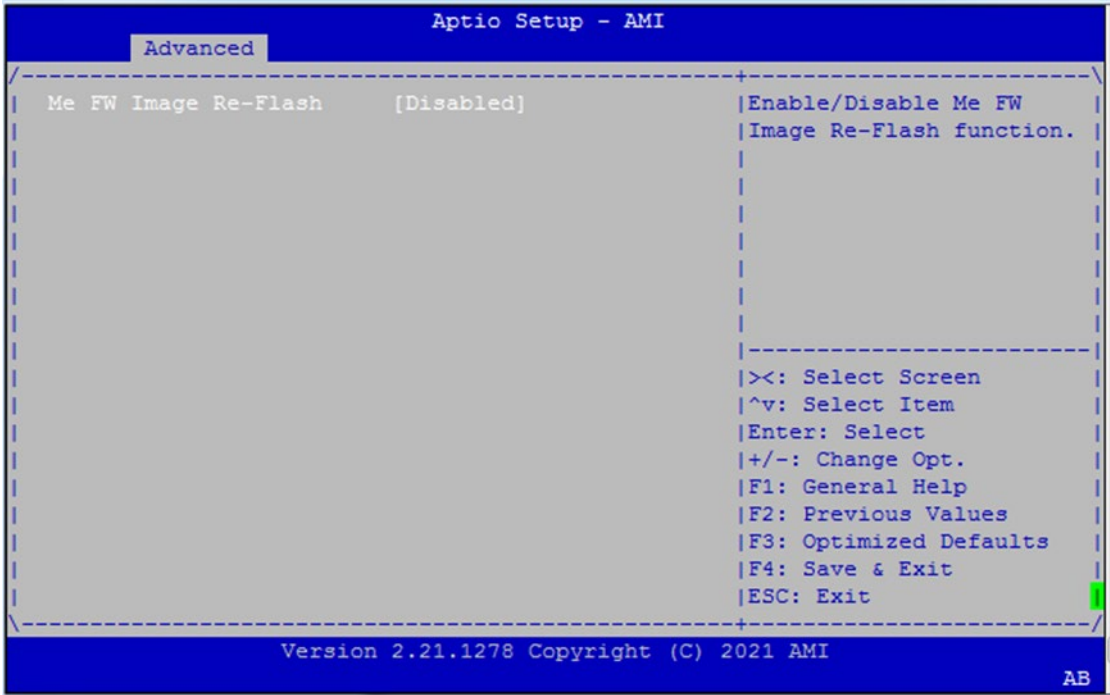 Aptio Setup - AMI
Advanced
Me FW Image Re-Flash [Disabled]
Enable/Disable Me FW
Image Re-Flash function.
><: Select Screen
^v: Select Item
Enter: Select
+/-: Change Opt.
F1: General Help
F2: Previous Values
F3: Optimized Defaults
F4: Save & Exit
ESC: Exit
Version 2.21.1278 Copyright (C) 2021 AMI
AB